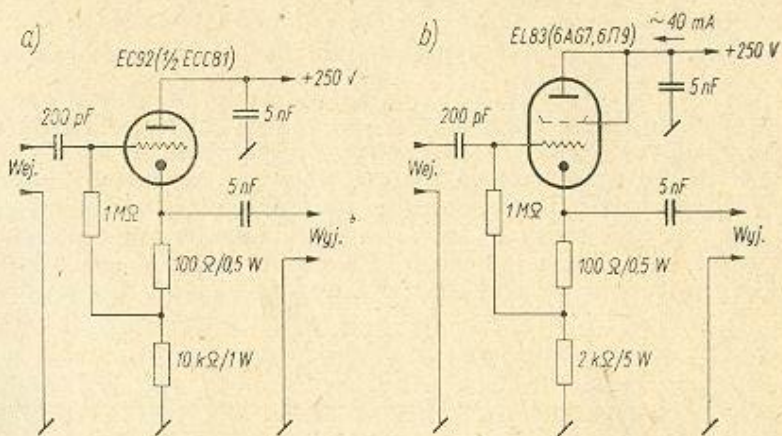 a)
EC92(½ ECC81)
+250 V
5 nF
200 pF
Wej.
1 MΩ
5 nF
Wyj.
100 Ω/0,5 W
10 kΩ/1 W
b)
EL83(6AG7, 6П9)
~40 mA
+250 V
5 nF
200 pF
Wej.
1 MΩ
5 nF
Wyj.
100 Ω/0,5 W
2 kΩ/5 W